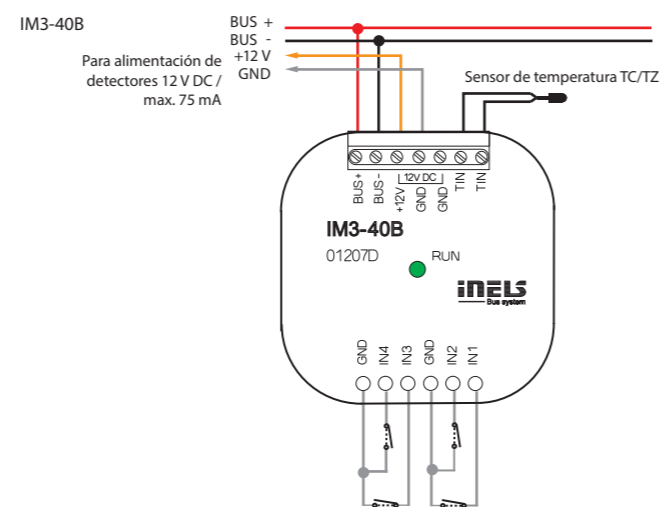 IM3-40B
BUS +
BUS -
+12 V
GND
Para alimentación de
detectores 12 V DC /
max. 75 mA
Sensor de temperatura TC/TZ
BUS+
BUS-
+12V
GND
GND
TIN
TIN
12V DC
IM3-40B
01207D
RUN
iNELS
Bus system
GND
IN4
IN3
GND
IN2
IN1